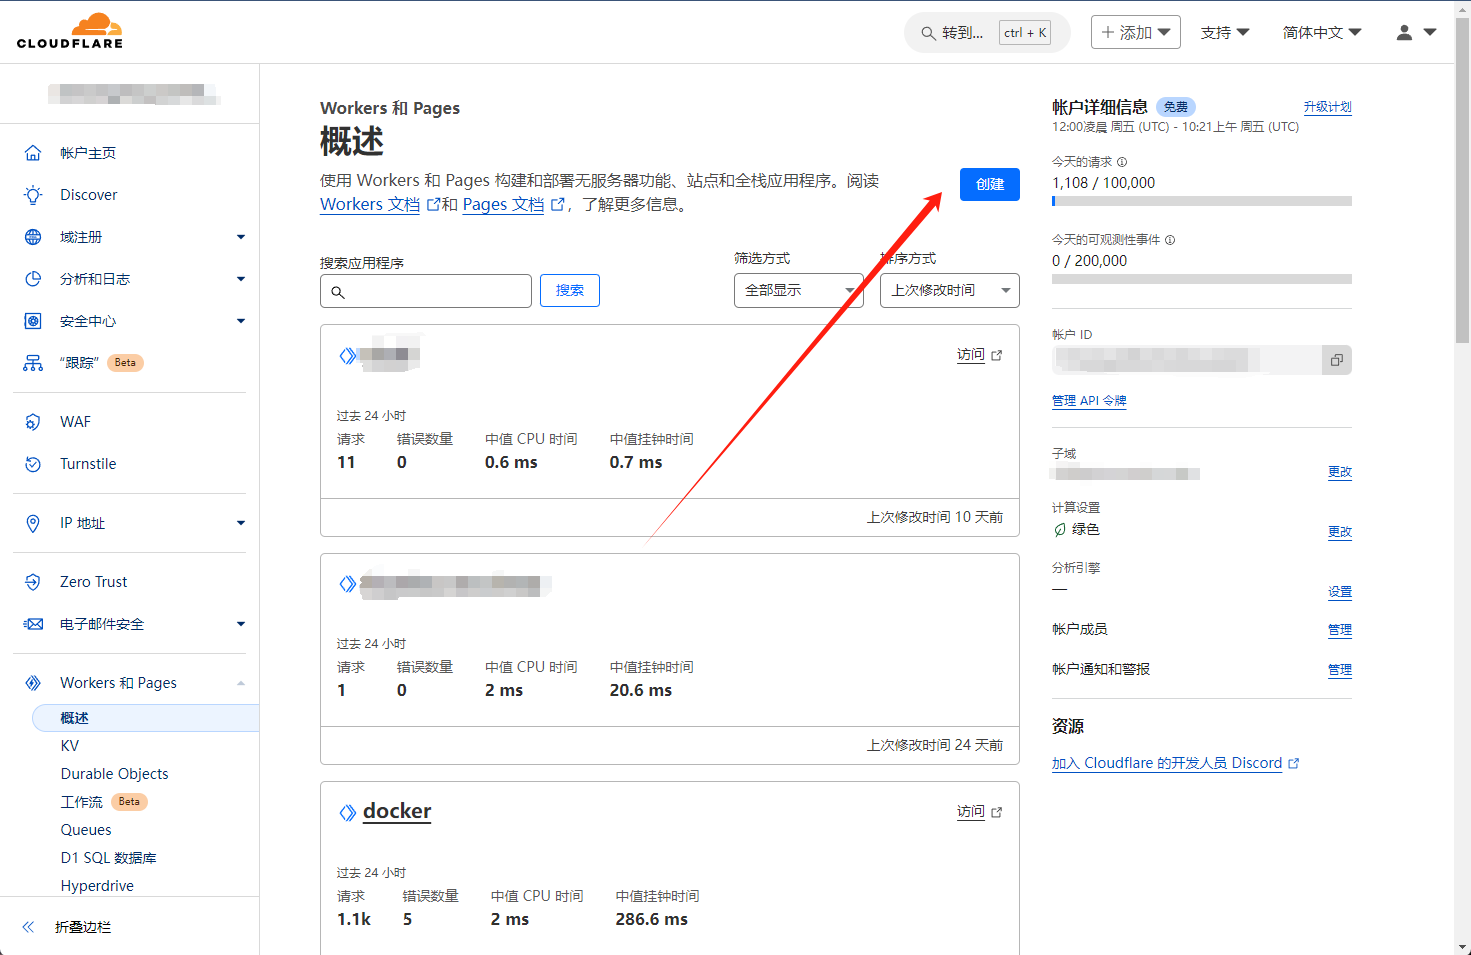 CLOUDFLARE
转到... ctrl + K
添加
支持
简体中文
帐户主页
Discover
域注册
分析和日志
安全中心
“跟踪” Beta
WAF
Turnstile
IP 地址
Zero Trust
电子邮件安全
Workers 和 Pages
概述
KV
Durable Objects
工作流 Beta
Queues
D1 SQL 数据库
Hyperdrive
折叠边栏
Workers 和 Pages
概述
使用 Workers 和 Pages 构建和部署无服务器功能、站点和全栈应用程序。阅读
Workers 文档 和 Pages 文档 ，了解更多信息。
创建
搜索应用程序
搜索
筛选方式
全部显示
排序方式
上次修改时间
访问
过去 24 小时
请求 错误数量 中值 CPU 时间 中值挂钟时间
11 0 0.6 ms 0.7 ms
上次修改时间 10 天前
过去 24 小时
请求 错误数量 中值 CPU 时间 中值挂钟时间
1 0 2 ms 20.6 ms
上次修改时间 24 天前
docker
访问
过去 24 小时
请求 错误数量 中值 CPU 时间 中值挂钟时间
1.1k 5 2 ms 286.6 ms
帐户详细信息 免费 升级计划
12:00凌晨 周五 (UTC) - 10:21上午 周五 (UTC)
今天的请求
1,108 / 100,000
今天的可观测性事件
0 / 200,000
帐户 ID
管理 API 令牌
子域
更改
计算设置
绿色 更改
分析引擎
— 设置
帐户成员 管理
帐户通知和警报 管理
资源
加入 Cloudflare 的开发人员 Discord